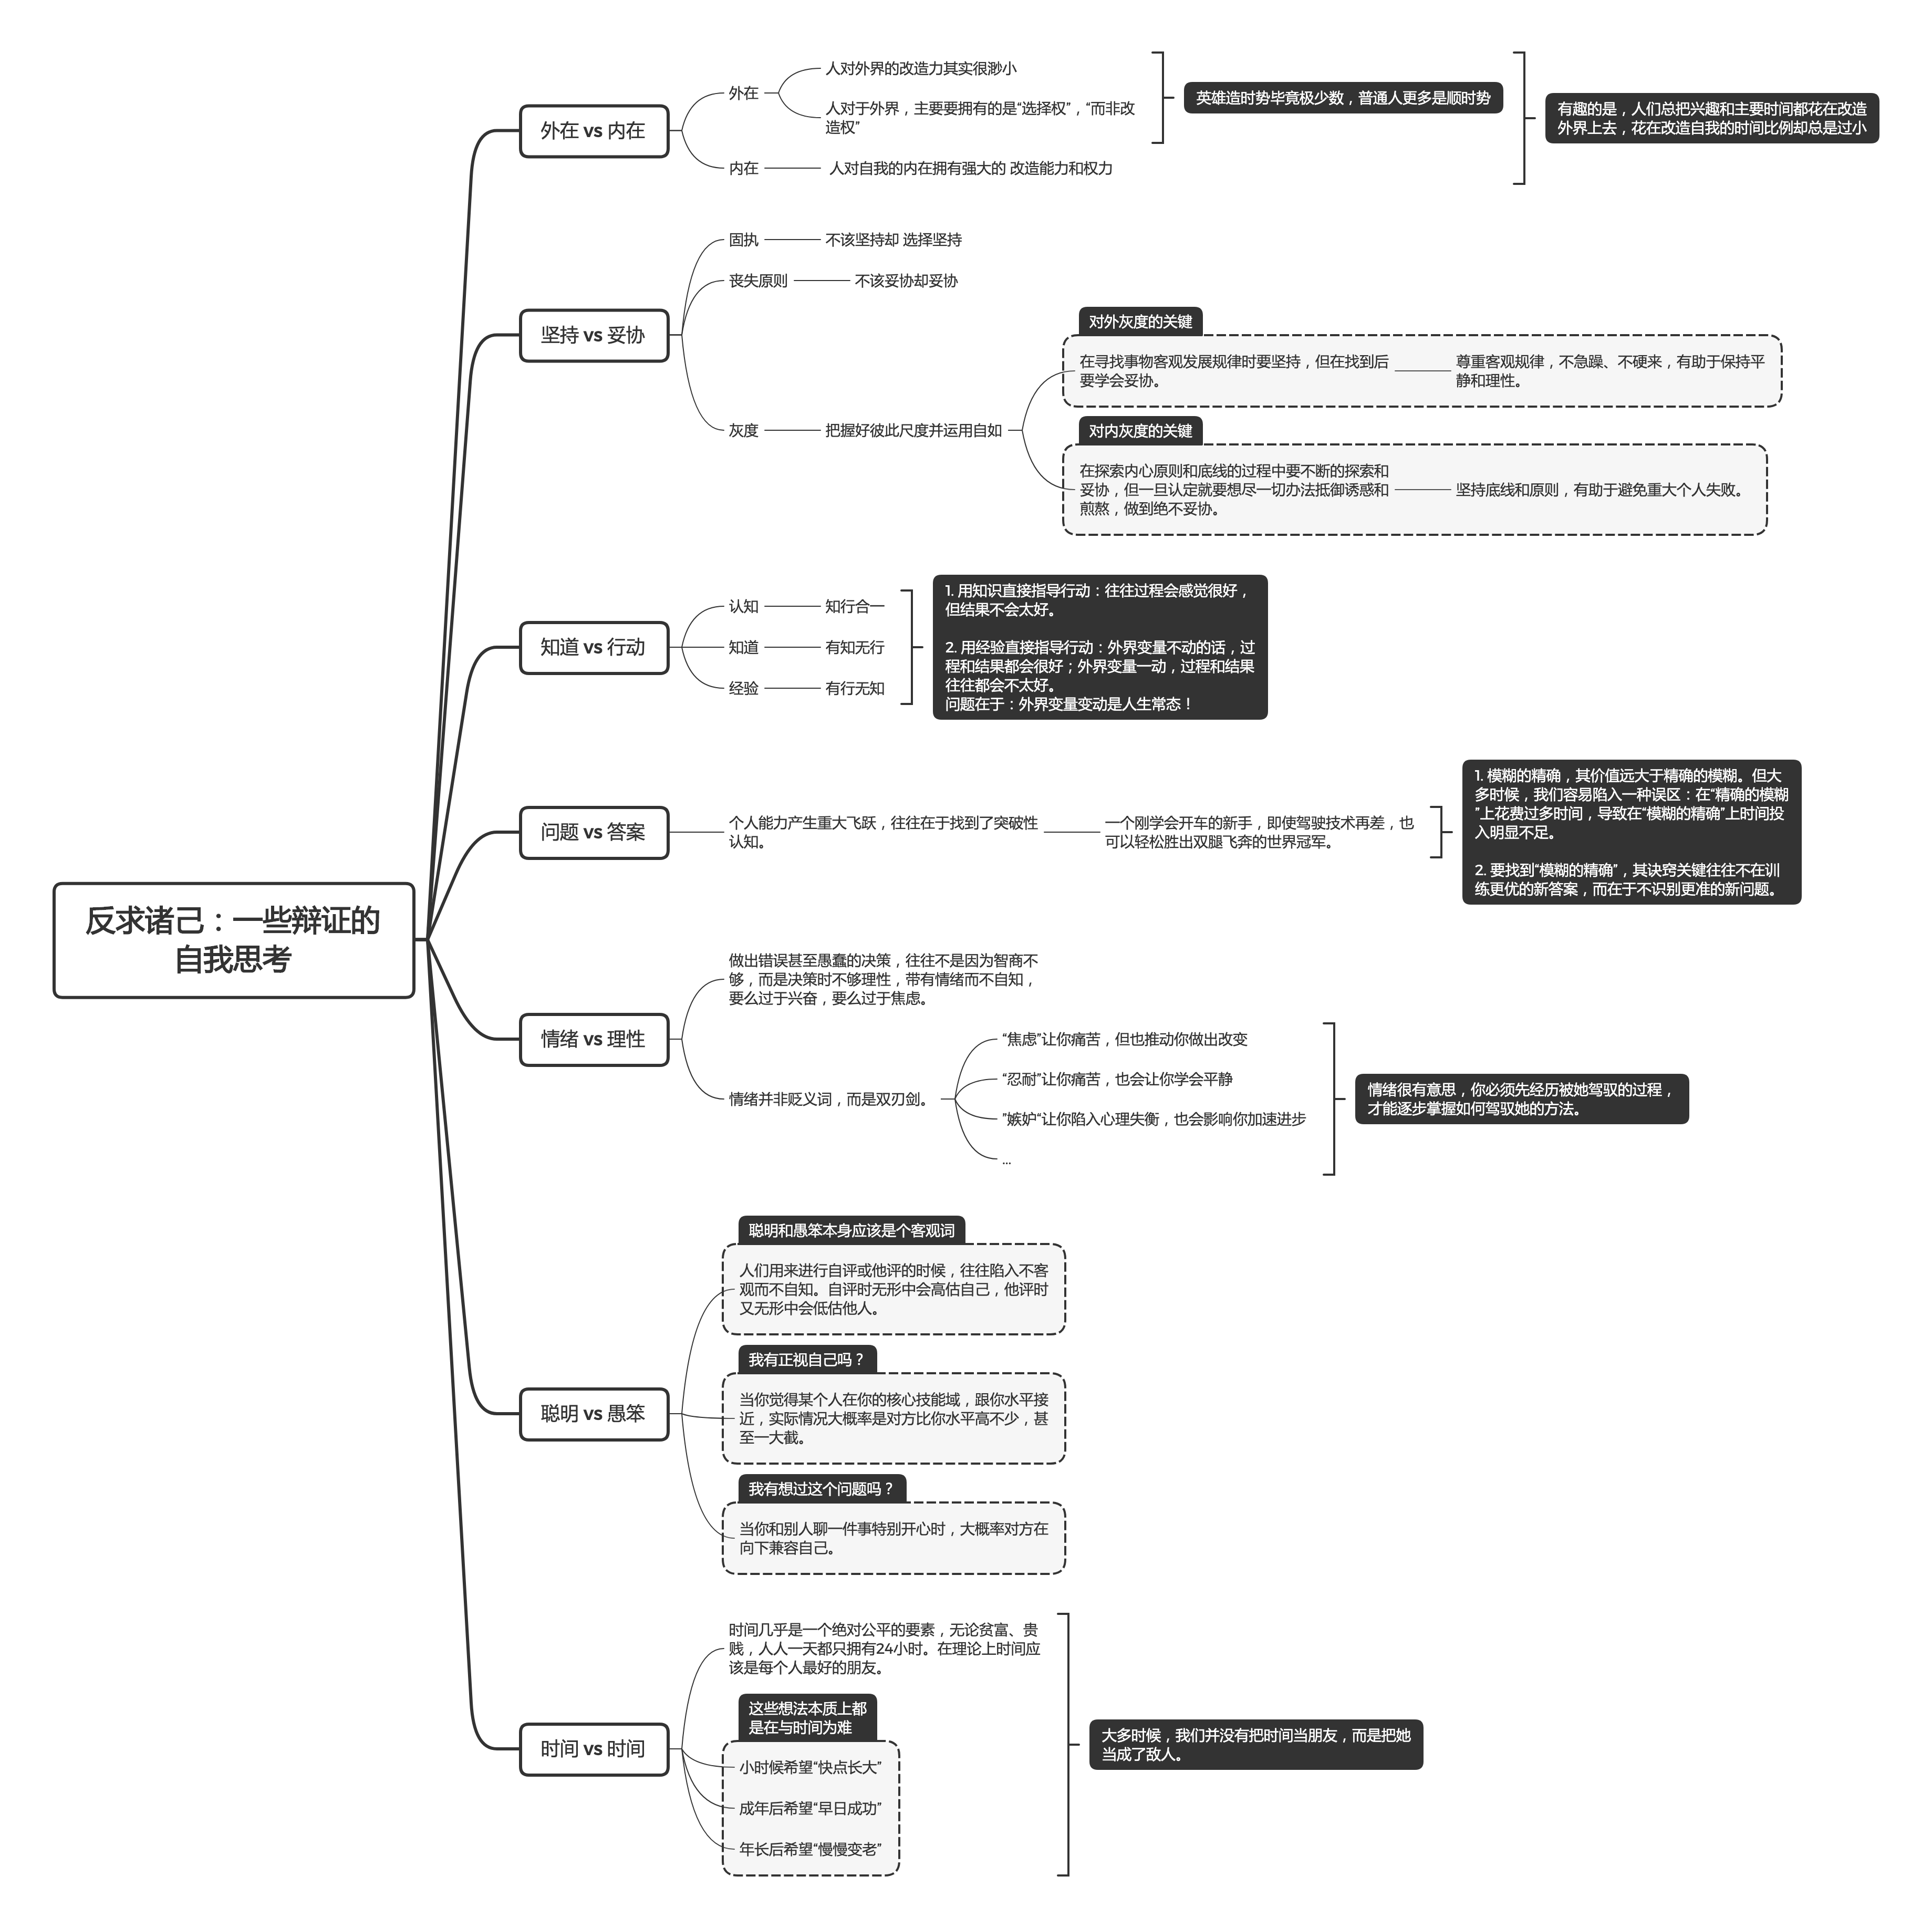 反求诸己：一些辩证的
自我思考
外在 vs 内在
外在
人对外界的改造力其实很渺小
人对于外界，主要要拥有的是“选择权”，“而非改
造权”
英雄造时势毕竟极少数，普通人更多是顺时势
内在
人对自我的内在拥有强大的 改造能力和权力
有趣的是，人们总把兴趣和主要时间都花在改造
外界上去，花在改造自我的时间比例却总是过小
坚持 vs 妥协
固执
不该坚持却 选择坚持
丧失原则
不该妥协却妥协
灰度
把握好彼此尺度并运用自如
对外灰度的关键
在寻找事物客观发展规律时要坚持，但在找到后
要学会妥协。
尊重客观规律，不急躁、不硬来，有助于保持平
静和理性。
对内灰度的关键
在探索内心原则和底线的过程中要不断的探索和
妥协，但一旦认定就要想尽一切办法抵御诱惑和
煎熬，做到绝不妥协。
坚持底线和原则，有助于避免重大个人失败。
知道 vs 行动
认知
知行合一
知道
有知无行
经验
有行无知
1. 用知识直接指导行动：往往过程会感觉很好，
但结果不会太好。
2. 用经验直接指导行动：外界变量不动的话，过
程和结果都会很好；外界变量一动，过程和结果
往往都会不太好。
问题在于：外界变量变动是人生常态！
问题 vs 答案
个人能力产生重大飞跃，往往在于找到了突破性
认知。
一个刚学会开车的新手，即使驾驶技术再差，也
可以轻松胜出双腿飞奔的世界冠军。
1. 模糊的精确，其价值远大于精确的模糊。但大
多时候，我们容易陷入一种误区：在“精确的模糊
”上花费过多时间，导致在“模糊的精确”上时间投
入明显不足。
2. 要找到“模糊的精确”，其诀窍关键往往不在训
练更优的新答案，而在于不识别更准的新问题。
情绪 vs 理性
做出错误甚至愚蠢的决策，往往不是因为智商不
够，而是决策时不够理性，带有情绪而不自知，
要么过于兴奋，要么过于焦虑。
情绪并非贬义词，而是双刃剑。
“焦虑”让你痛苦，但也推动你做出改变
“忍耐”让你痛苦，也会让你学会平静
”嫉妒“让你陷入心理失衡，也会影响你加速进步
...
情绪很有意思，你必须先经历被她驾驭的过程，
才能逐步掌握如何驾驭她的方法。
聪明 vs 愚笨
聪明和愚笨本身应该是个客观词
人们用来进行自评或他评的时候，往往陷入不客
观而不自知。自评时无形中会高估自己，他评时
又无形中会低估他人。
我有正视自己吗？
当你觉得某个人在你的核心技能域，跟你水平接
近，实际情况大概率是对方比你水平高不少，甚
至一大截。
我有想过这个问题吗？
当你和别人聊一件事特别开心时，大概率对方在
向下兼容自己。
时间 vs 时间
时间几乎是一个绝对公平的要素，无论贫富、贵
贱，人人一天都只拥有24小时。在理论上时间应
该是每个人最好的朋友。
这些想法本质上都
是在与时间为难
小时候希望“快点长大”
成年后希望“早日成功”
年长后希望“慢慢变老”
大多时候，我们并没有把时间当朋友，而是把她
当成了敌人。